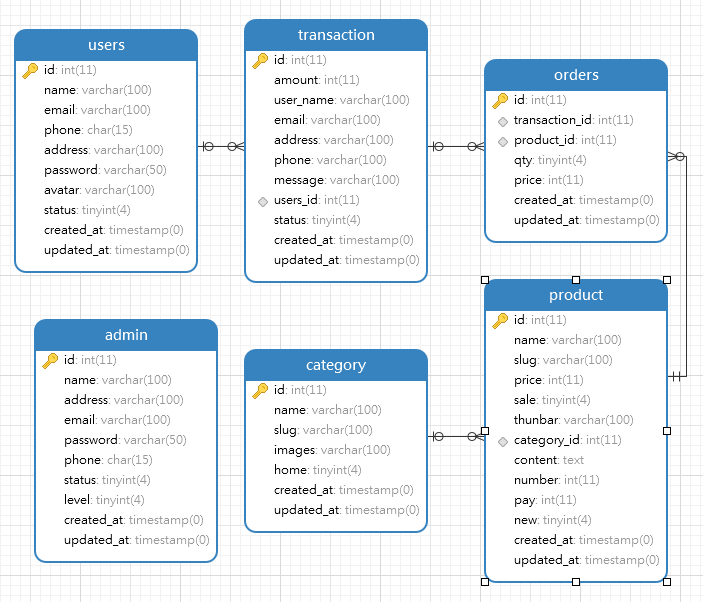 users
id: int(11)
name: varchar(100)
email: varchar(100)
phone: char(15)
address: varchar(100)
password: varchar(50)
avatar: varchar(100)
status: tinyint(4)
created_at: timestamp(0)
updated_at: timestamp(0)
transaction
id: int(11)
amount: int(11)
user_name: varchar(100)
email: varchar(100)
address: varchar(100)
phone: varchar(100)
message: varchar(100)
users_id: int(11)
status: tinyint(4)
created_at: timestamp(0)
updated_at: timestamp(0)
orders
id: int(11)
transaction_id: int(11)
product_id: int(11)
qty: tinyint(4)
price: int(11)
created_at: timestamp(0)
updated_at: timestamp(0)
admin
id: int(11)
name: varchar(100)
address: varchar(100)
email: varchar(100)
password: varchar(50)
phone: char(15)
status: tinyint(4)
level: tinyint(4)
created_at: timestamp(0)
updated_at: timestamp(0)
category
id: int(11)
name: varchar(100)
slug: varchar(100)
images: varchar(100)
home: tinyint(4)
created_at: timestamp(0)
updated_at: timestamp(0)
product
id: int(11)
name: varchar(100)
slug: varchar(100)
price: int(11)
sale: tinyint(4)
thunbar: varchar(100)
category_id: int(11)
content: text
number: int(11)
pay: int(11)
new: tinyint(4)
created_at: timestamp(0)
updated_at: timestamp(0)